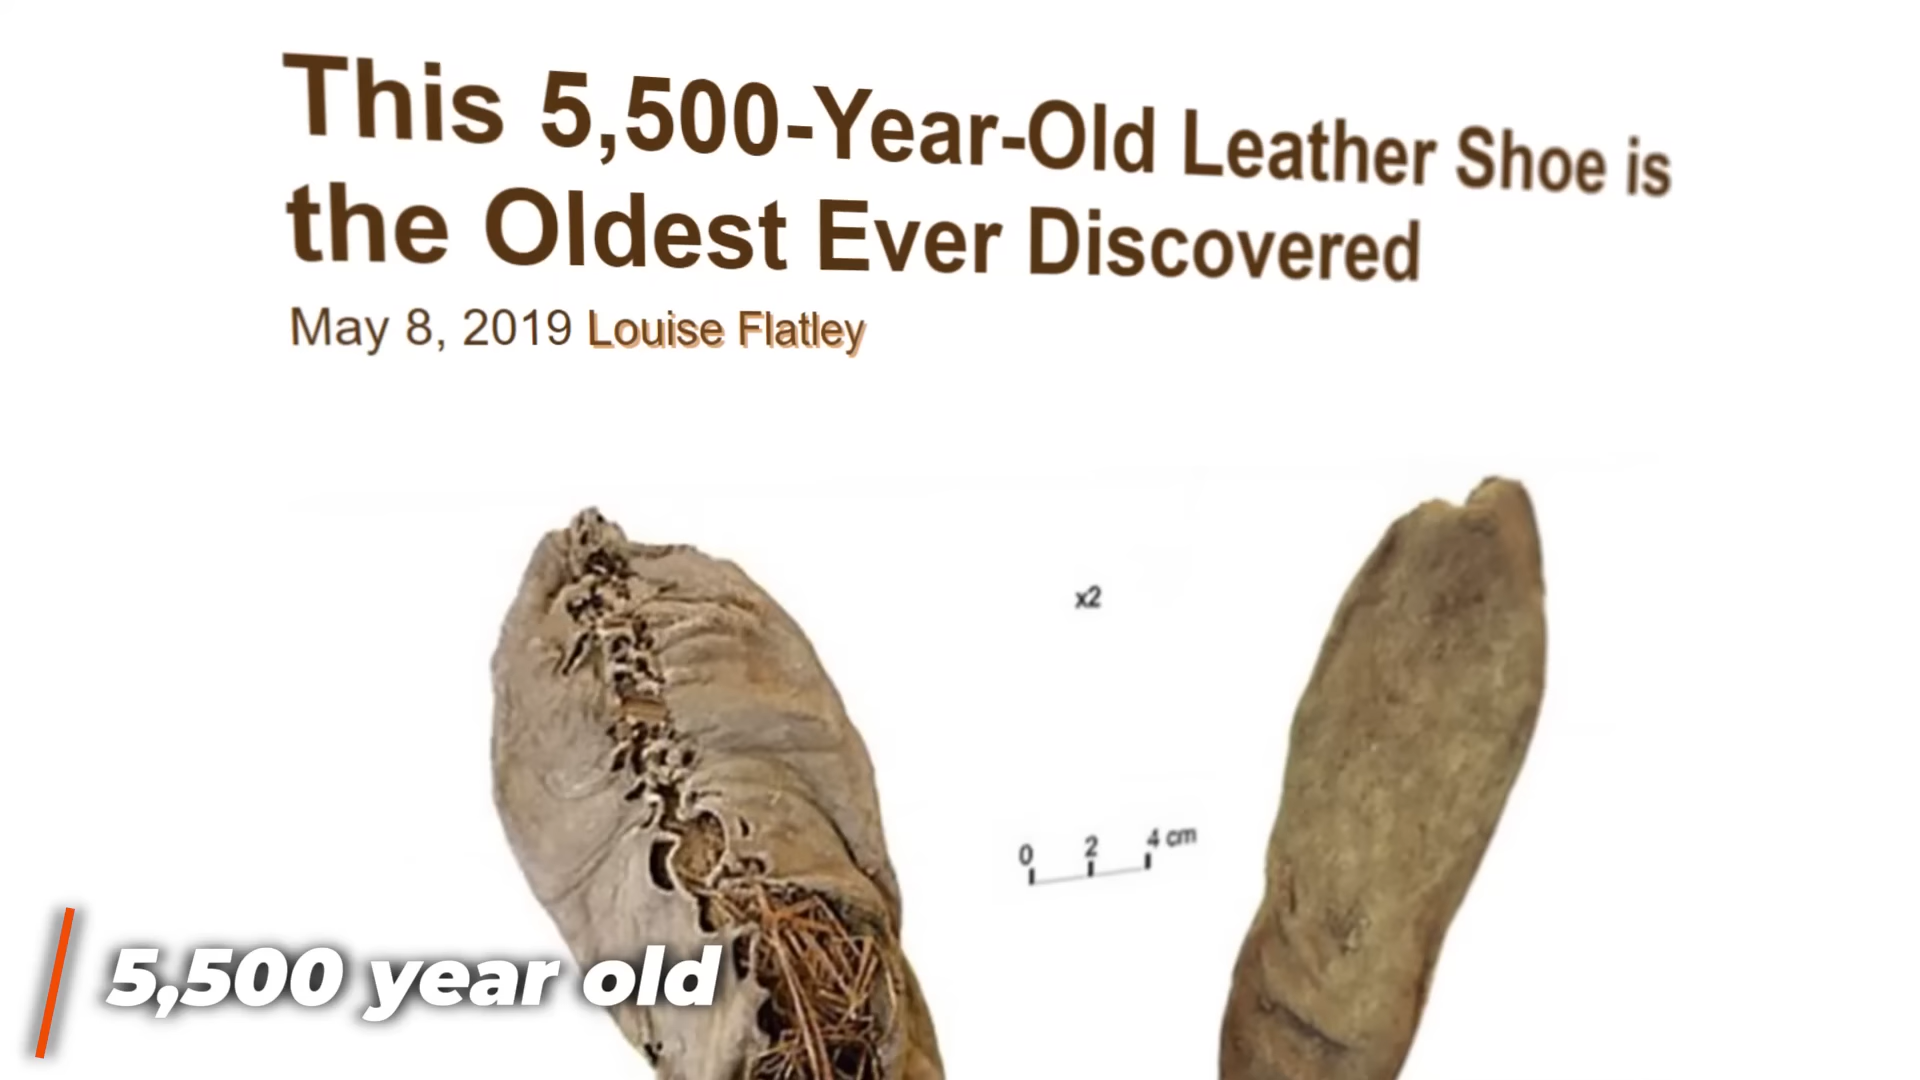 This 5,500-Year-Old Leather Shoe is
the Oldest Ever Discovered
May 8, 2019 Louise Flatley
x2
0 2 4 cm
5,500 year old